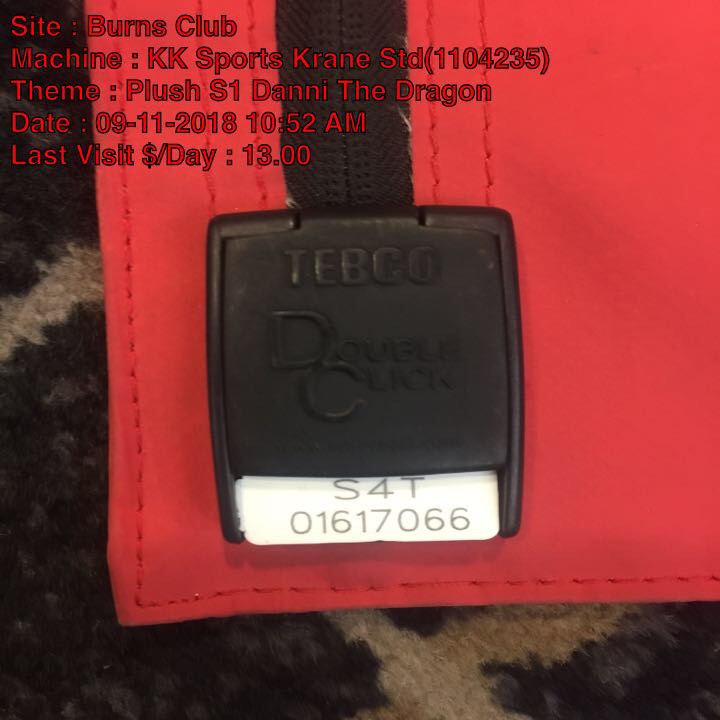 Site : Burns Club
Machine : KK Sports Krane Std(1104235)
Theme : Plush S1 Danni The Dragon
Date : 09-11-2018 10:52 AM
Last Visit $/Day : 13.00
TEBCO
DOUBLE
CLICK
S4T
01617066